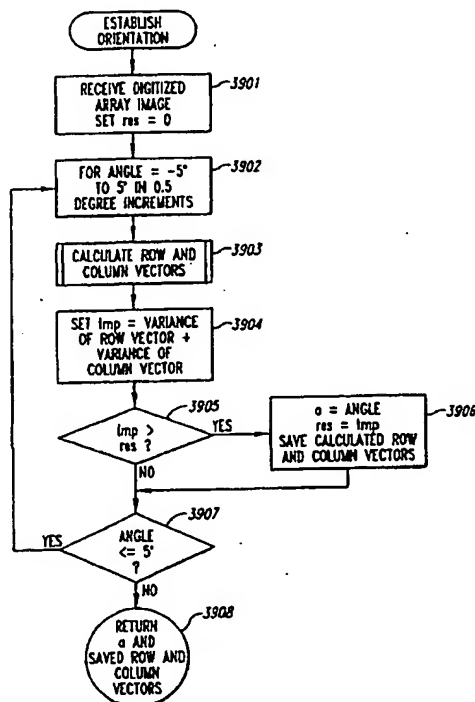 ESTABLISH
ORIENTATION
3901
RECEIVE DIGITIZED
ARRAY IMAGE
SET res = 0
3902
FOR ANGLE = -5°
TO 5° IN 0.5
DEGREE INCREMENTS
3903
CALCULATE ROW AND
COLUMN VECTORS
3904
SET tmp = VARIANCE
OF ROW VECTOR +
VARIANCE OF
COLUMN VECTOR
3905
tmp >
res ?
YES
3906
a = ANGLE
res = tmp
SAVE CALCULATED ROW
AND COLUMN VECTORS
NO
3907
YES
ANGLE
<= 5°
?
NO
3908
RETURN
a AND
SAVED ROW AND
COLUMN
VECTORS